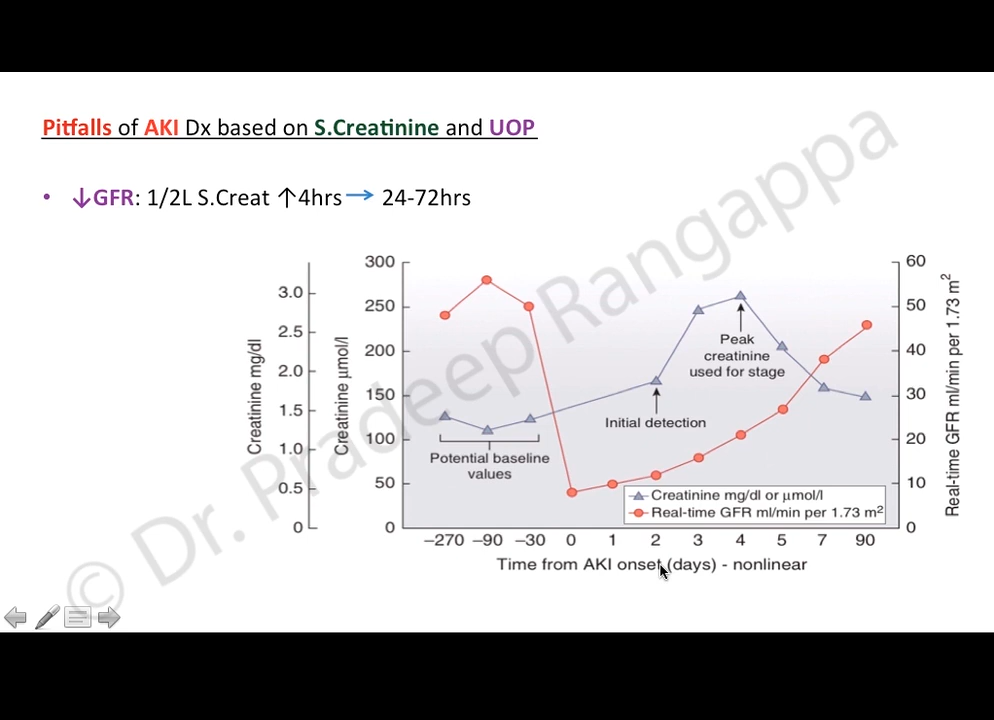 Pitfalls of AKI Dx based on S.Creatinine and UOP
• ↓GFR: 1/2L S.Creat ↑4hrs → 24-72hrs
© Dr. Pradeep Rangappa
Creatinine mg/dl
3.0
2.5
2.0
1.5
1.0
0.5
0
Creatinine μmol/l
300
250
200
150
100
50
0
Potential baseline
values
Initial detection
Peak
creatinine
used for stage
Creatinine mg/dl or μmol/l
Real-time GFR ml/min per 1.73 m²
60
50
40
30
20
10
0
Real-time GFR ml/min per 1.73 m²
–270 –90 –30 0 1 2 3 4 5 7 90
Time from AKI onset (days) - nonlinear